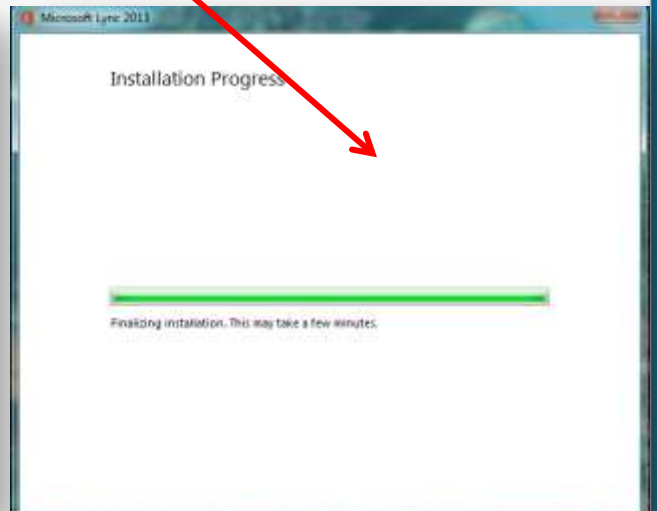 Microsoft Lync 2013
Installation Progress
Finalizing installation. This may take a few minutes.